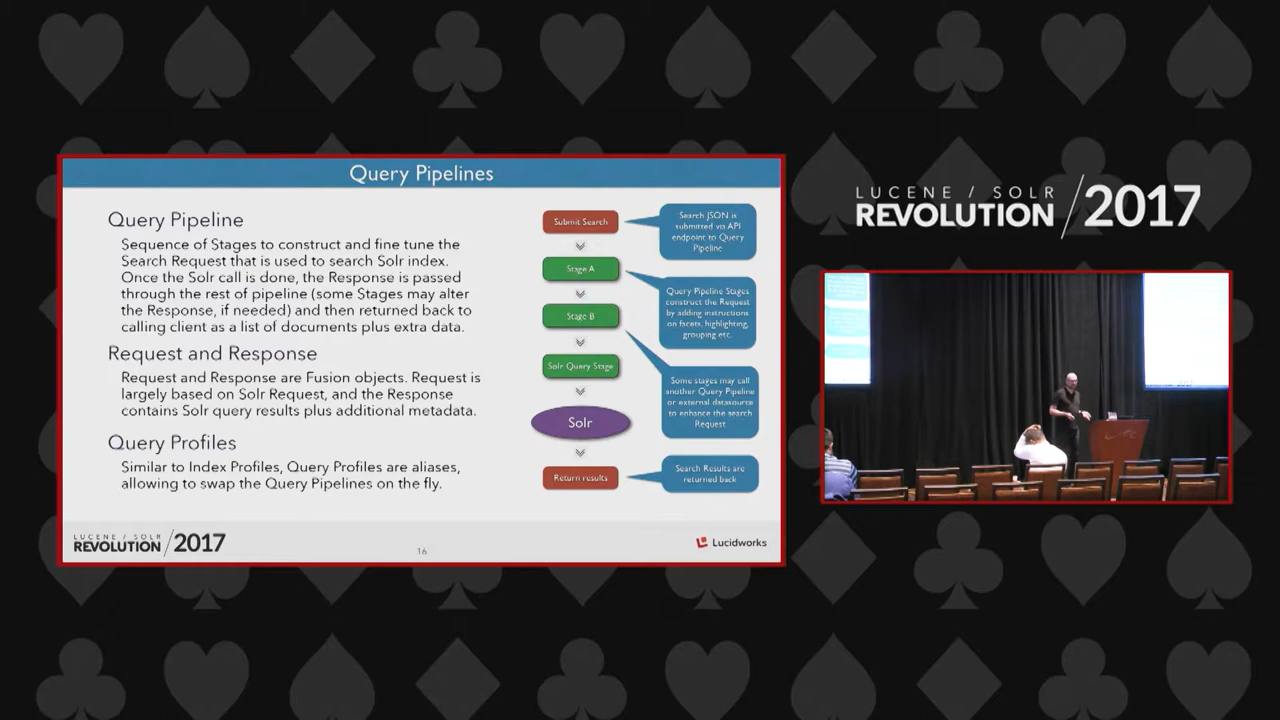 Query Pipelines
Query Pipeline
Sequence of Stages to construct and fine tune the
Search Request that is used to search Solr index.
Once the Solr call is done, the Response is passed
through the rest of pipeline (some Stages may alter
the Response, if needed) and then returned back to
calling client as a list of documents plus extra data.
Request and Response
Request and Response are Fusion objects. Request is
largely based on Solr Request, and the Response
contains Solr query results plus additional metadata.
Query Profiles
Similar to Index Profiles, Query Profiles are aliases,
allowing to swap the Query Pipelines on the fly.
Submit Search
Stage A
Stage B
Solr Query Stage
Solr
Return results
Search JSON is
submitted via API
endpoint to Query
Pipeline
Query Pipeline Stages
construct the Request
by adding instructions
on facets, highlighting,
grouping etc.
Some stages may call
another Query Pipeline
or external datasource
to enhance the search
Request
Search Results are
returned back
LUCENE / SOLR
REVOLUTION /2017
16
Lucidworks
LUCENE / SOLR
REVOLUTION /2017